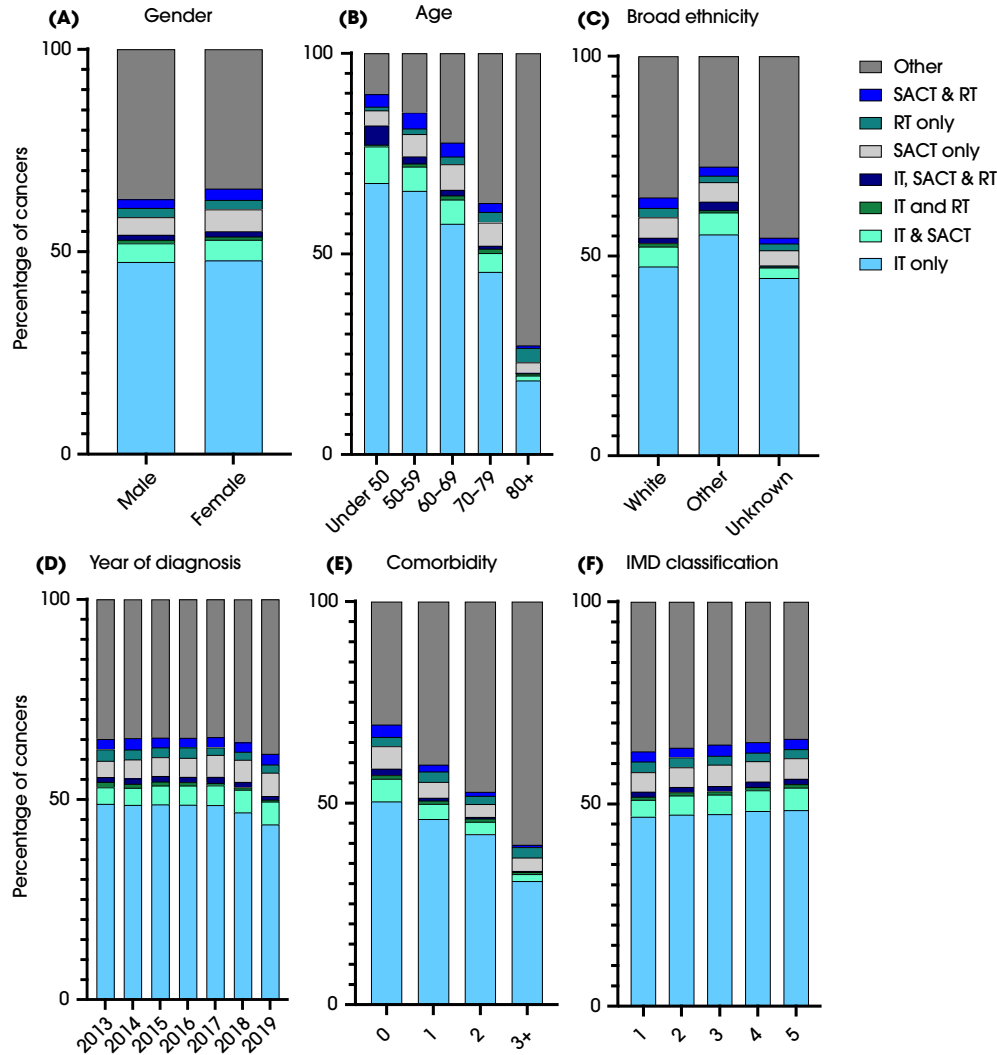 (A) Gender
(B) Age
(C) Broad ethnicity
Percentage of cancers
100
50
0
Male
Female
100
50
0
Under 50
50-59
60–69
70–79
80+
100
50
0
White
Other
Unknown
Other
SACT & RT
RT only
SACT only
IT, SACT & RT
IT and RT
IT & SACT
IT only
(D) Year of diagnosis
(E) Comorbidity
(F) IMD classification
Percentage of cancers
100
50
0
2013
2014
2015
2016
2017
2018
2019
100
50
0
0
1
2
3+
100
50
0
1
2
3
4
5